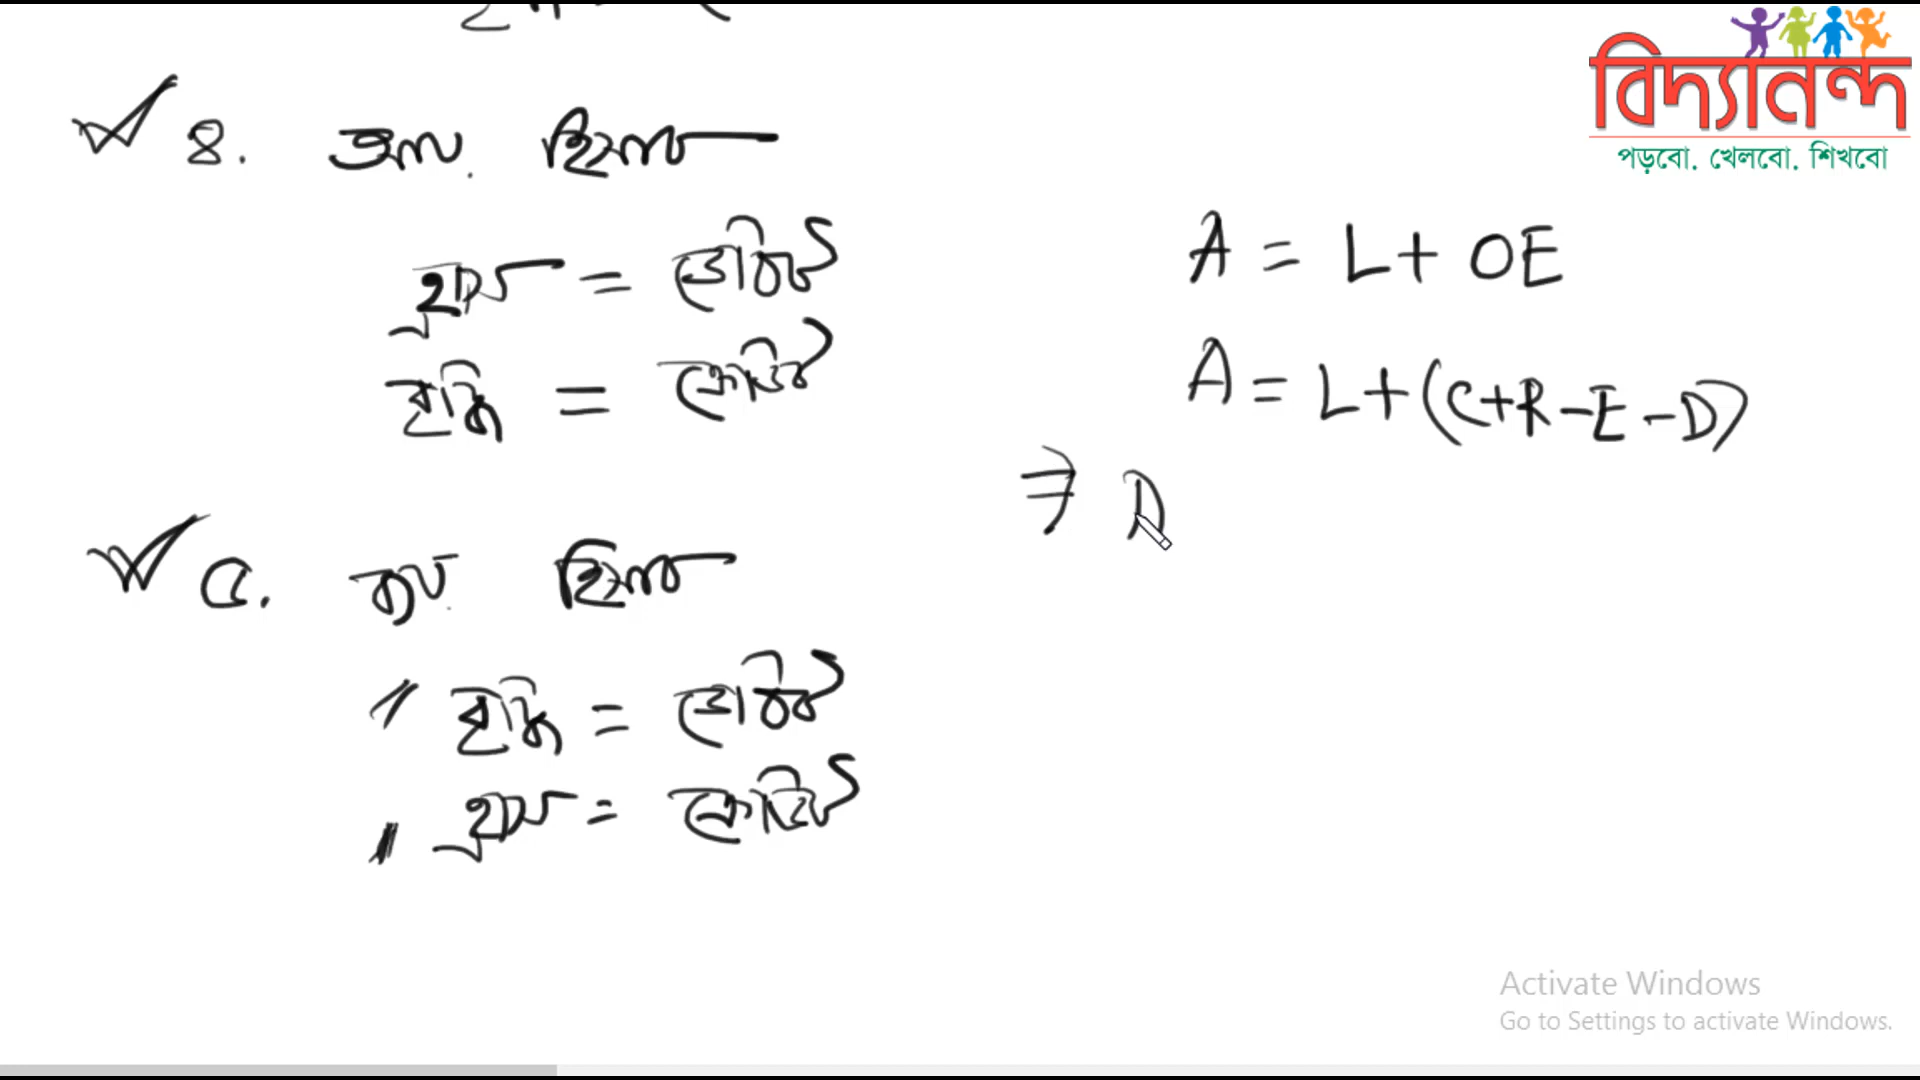 বিদ্যানন্দ
পড়বো. খেলবো. শিখবো
৪. আয়. হিসাব
হ্রাস = ডেবিট
বৃদ্ধি = ক্রেডিট
৫. ব্যয়. হিসাব
বৃদ্ধি = ডেবিট
হ্রাস = ক্রেডিট
A = L + OE
A = L + (C+R-E-D)
⇒ A
Activate Windows
Go to Settings to activate Windows.